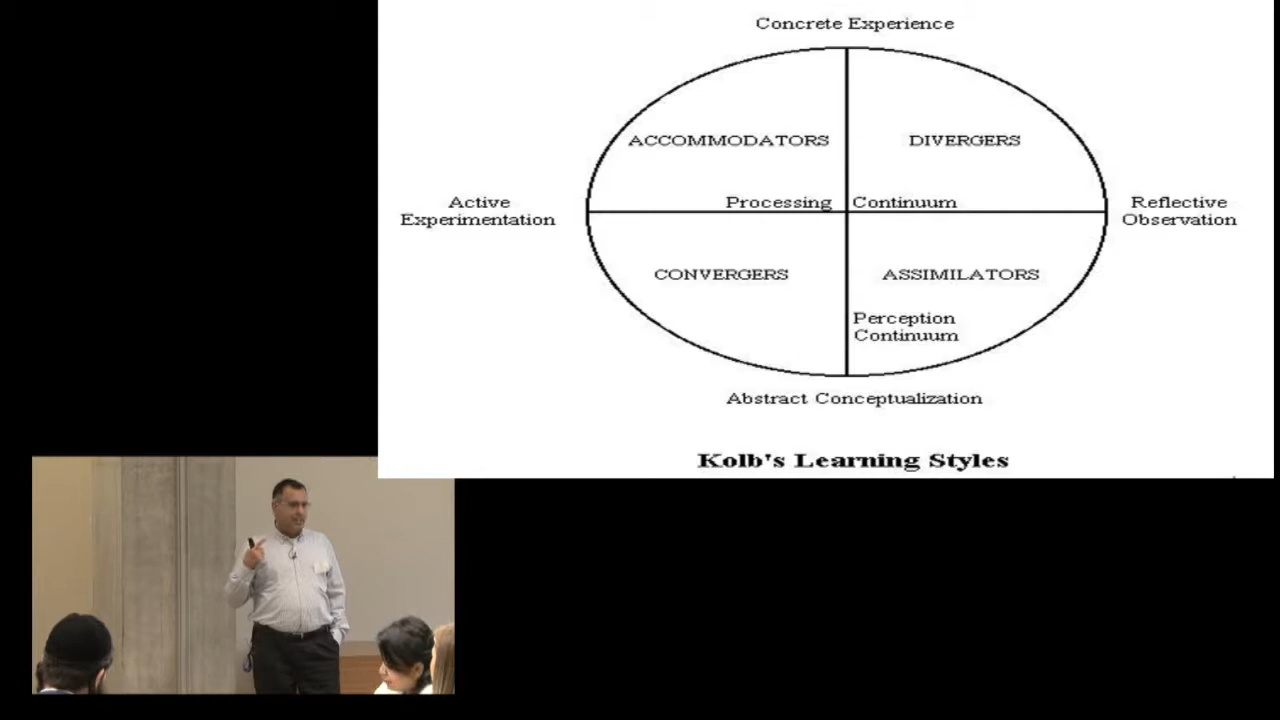 Concrete Experience
ACCOMMODATORS
DIVERGERS
Active
Experimentation
Processing
Continuum
Reflective
Observation
CONVERGERS
ASSIMILATORS
Perception
Continuum
Abstract Conceptualization
Kolb's Learning Styles